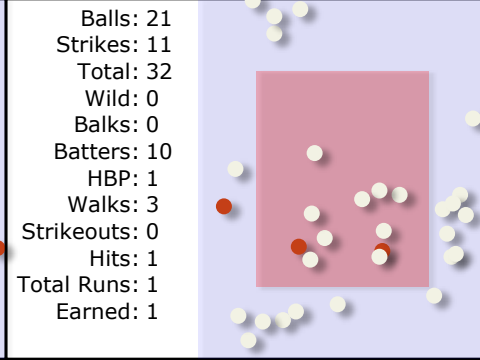 Balls: 21
Strikes: 11
Total: 32
Wild: 0
Balks: 0
Batters: 10
HBP: 1
Walks: 3
Strikeouts: 0
Hits: 1
Total Runs: 1
Earned: 1